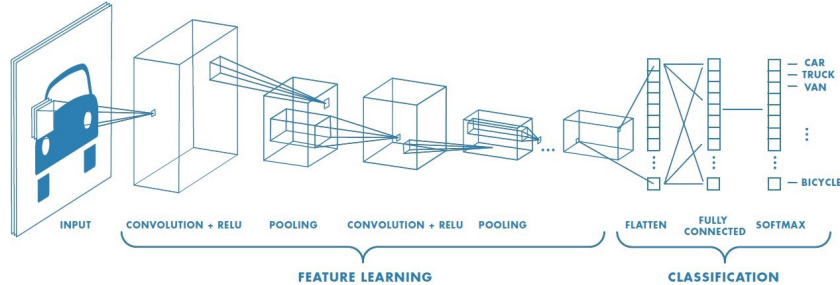 CAR
TRUCK
VAN
BICYCLE
INPUT
CONVOLUTION + RELU
POOLING
CONVOLUTION + RELU
POOLING
FLATTEN
FULLY
CONNECTED
SOFTMAX
FEATURE LEARNING
CLASSIFICATION